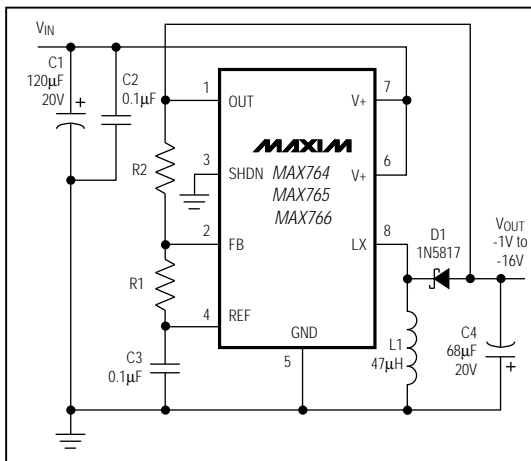 VIN
C1
120µF
20V
+
C2
0.1µF
1
OUT
V+
7
R2
MAXIM
3
SHDN
MAX764
MAX765
MAX766
V+
6
2
FB
LX
8
D1
1N5817
VOUT
-1V to
-16V
R1
4
REF
GND
5
C3
0.1µF
L1
47µH
C4
68µF
20V
+